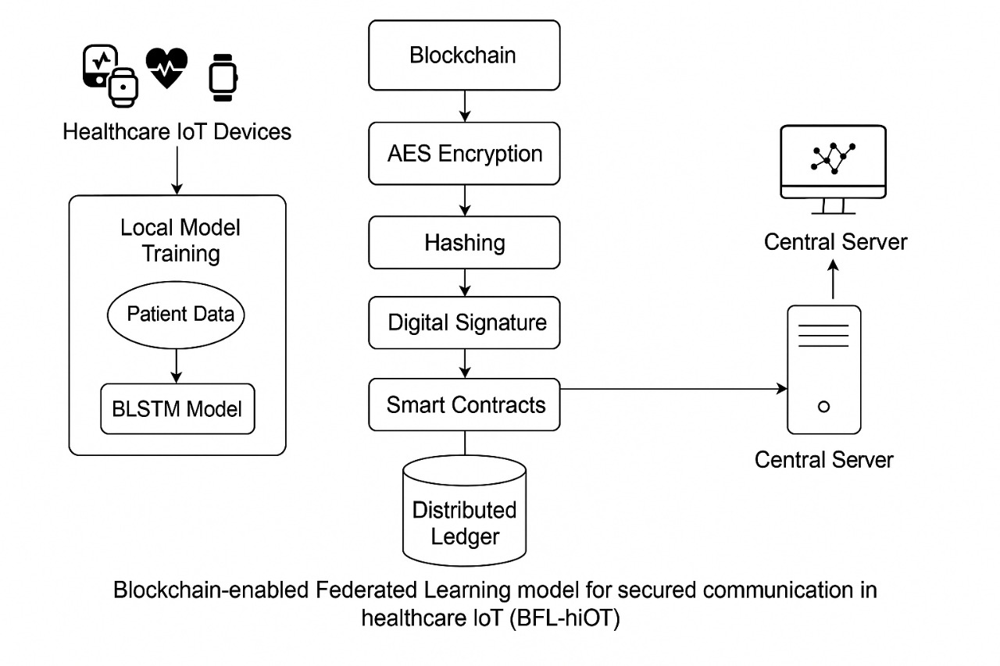 Healthcare IoT Devices
Local Model
Training
Patient Data
BLSTM Model
Blockchain
AES Encryption
Hashing
Digital Signature
Smart Contracts
Distributed
Ledger
Central Server
Central Server
Blockchain-enabled Federated Learning model for secured communication in
healthcare IoT (BFL-hiOT)